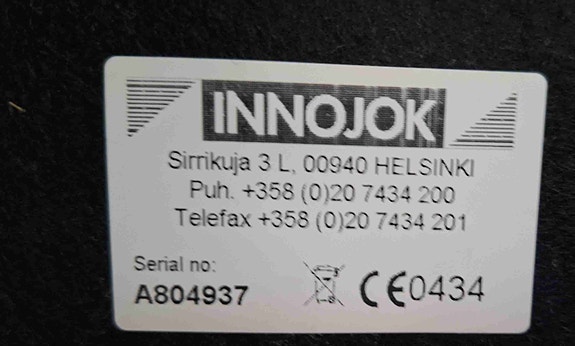 INNOJOK
Sirrikuja 3 L, 00940 HELSINKI
Puh. +358 (0)20 7434 200
Telefax +358 (0)20 7434 201
Serial no:
A804937
CE0434